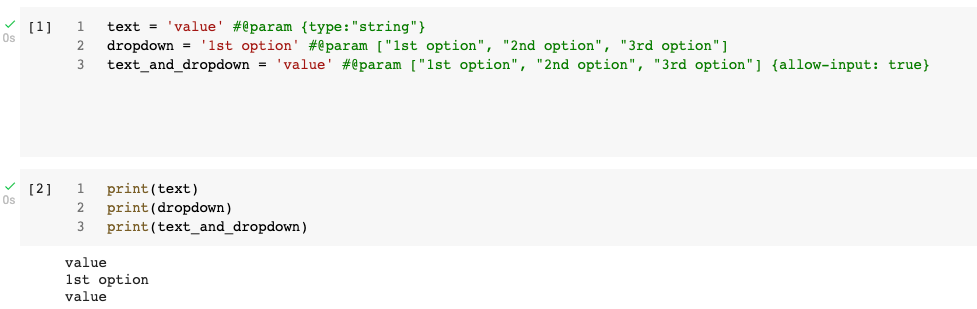 [1] 1 text = 'value' #@param {type:"string"}
0s 2 dropdown = '1st option' #@param ["1st option", "2nd option", "3rd option"]
3 text_and_dropdown = 'value' #@param ["1st option", "2nd option", "3rd option"] {allow-input: true}
[2] 1 print(text)
0s 2 print(dropdown)
3 print(text_and_dropdown)
value
1st option
value